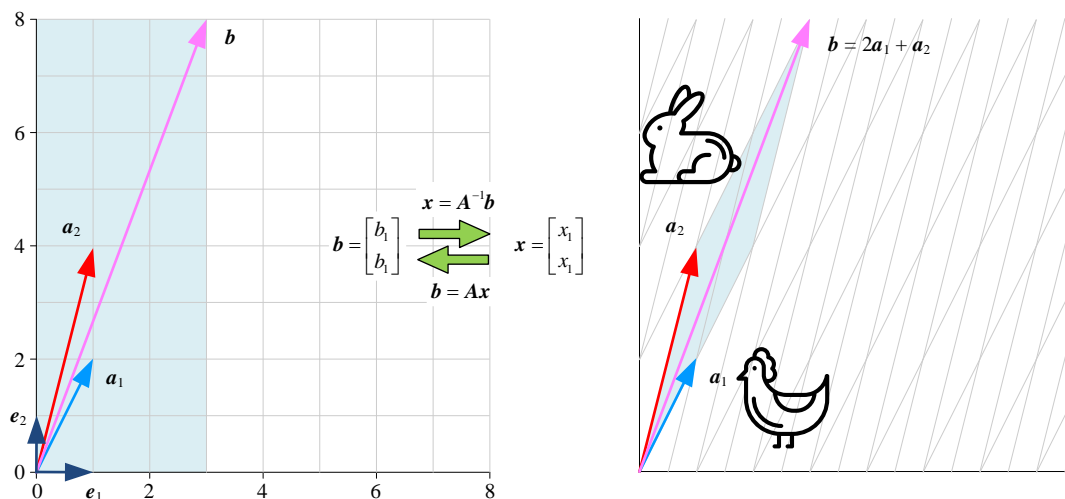 8
b
b = 2a₁ + a₂
6
x = A⁻¹b
a₂
a₂
4
b = [b₁ b₁]
x = [x₁ x₁]
b = Ax
2
a₁
a₁
e₂
0
0
e₁
2
4
6
8